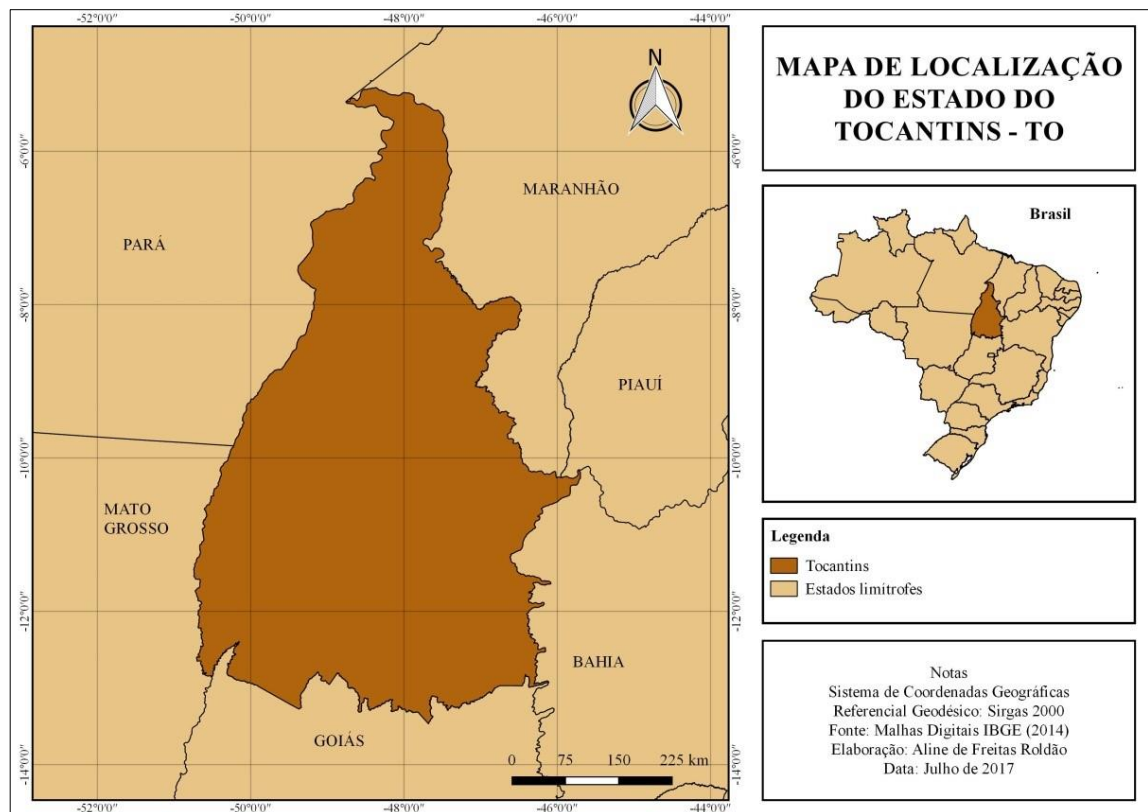 -52°0'0"
-50°0'0"
-48°0'0"
-46°0'0"
-44°0'0"
N
-6°0'0"
-6°0'0"
MARANHÃO
PARÁ
-8°0'0"
-8°0'0"
PIAUÍ
-10°0'0"
-10°0'0"
MATO
GROSSO
-12°0'0"
-12°0'0"
BAHIA
GOIÁS
0 75 150 225 km
-14°0'0"
-14°0'0"
-52°0'0"
-50°0'0"
-48°0'0"
-46°0'0"
-44°0'0"
MAPA DE LOCALIZAÇÃO
DO ESTADO DO
TOCANTINS - TO
Brasil
Legenda
Tocantins
Estados limítrofes
Notas
Sistema de Coordenadas Geográficas
Referencial Geodésico: Sirgas 2000
Fonte: Malhas Digitais IBGE (2014)
Elaboração: Aline de Freitas Roldão
Data: Julho de 2017